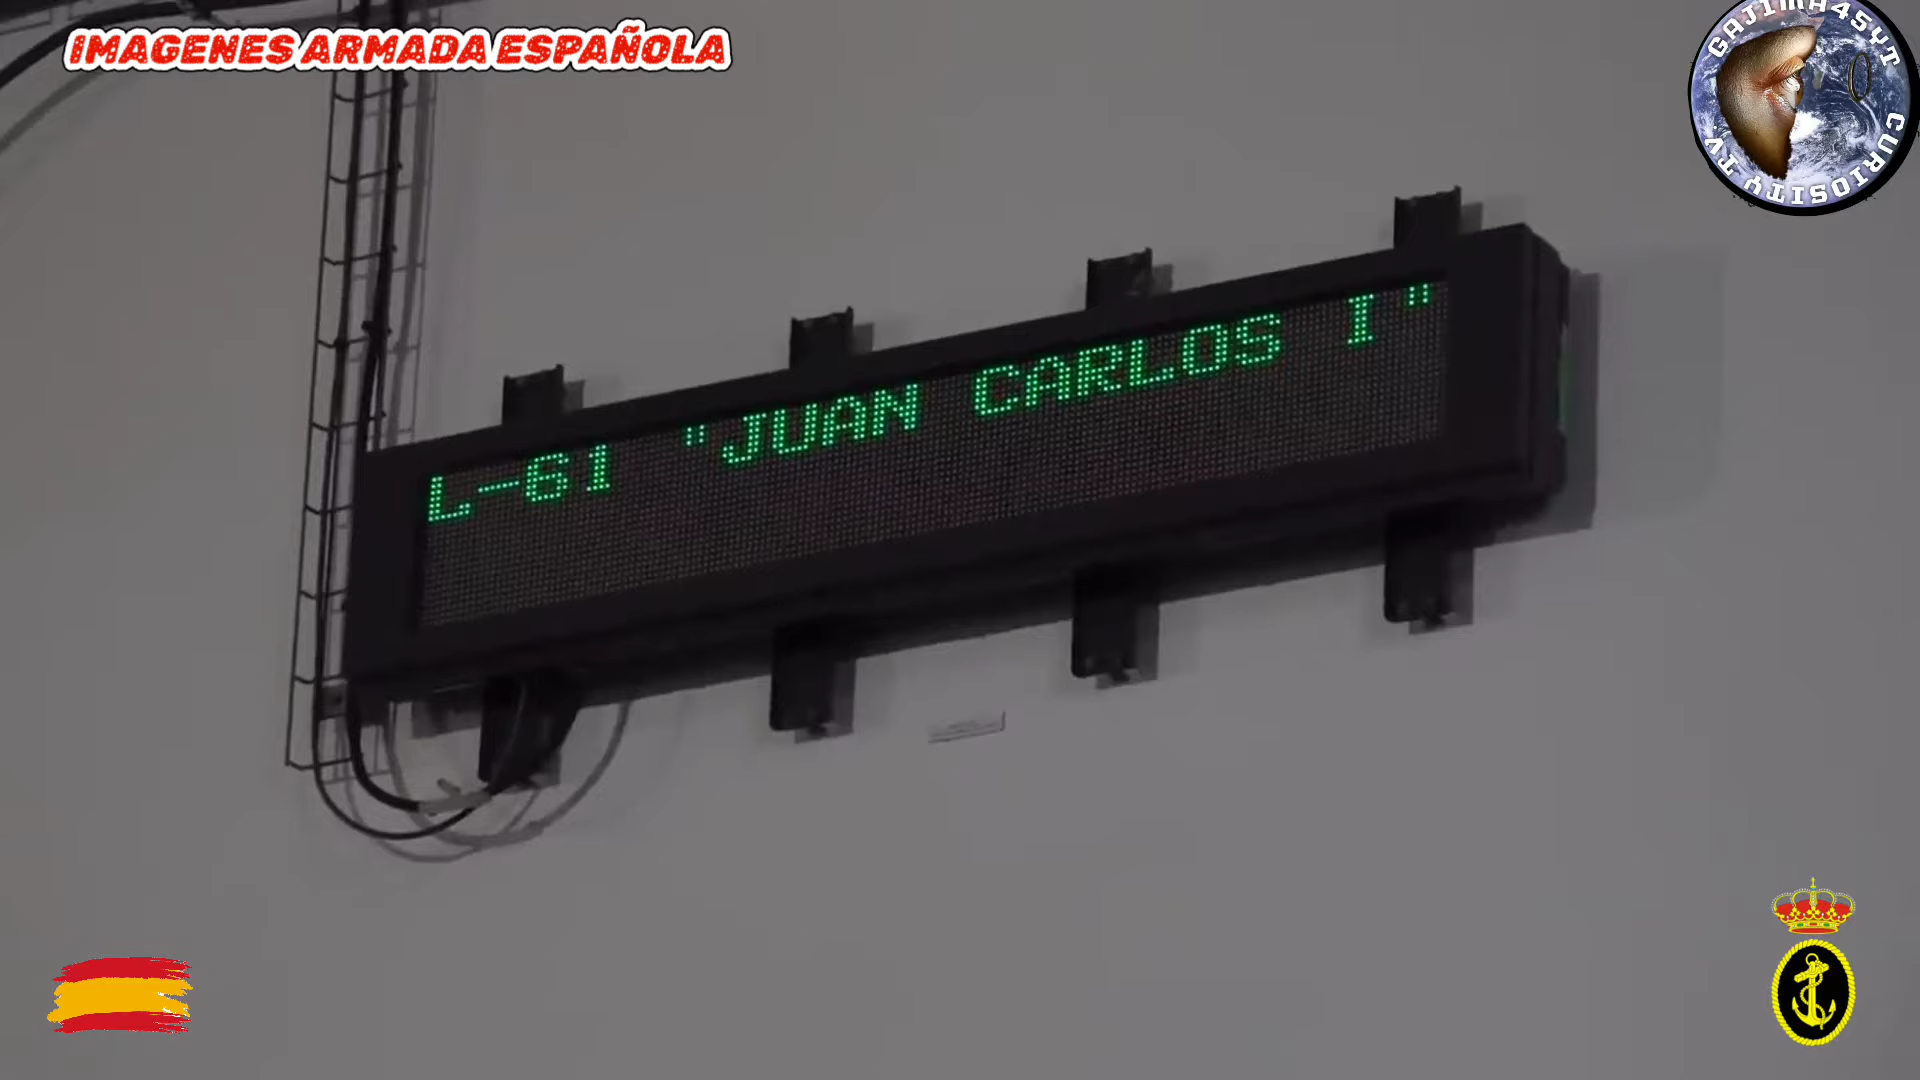 IMAGENES ARMADA ESPAÑOLA
GAJIMA45YT
CURIOSITY TV
L-61 "JUAN CARLOS I"